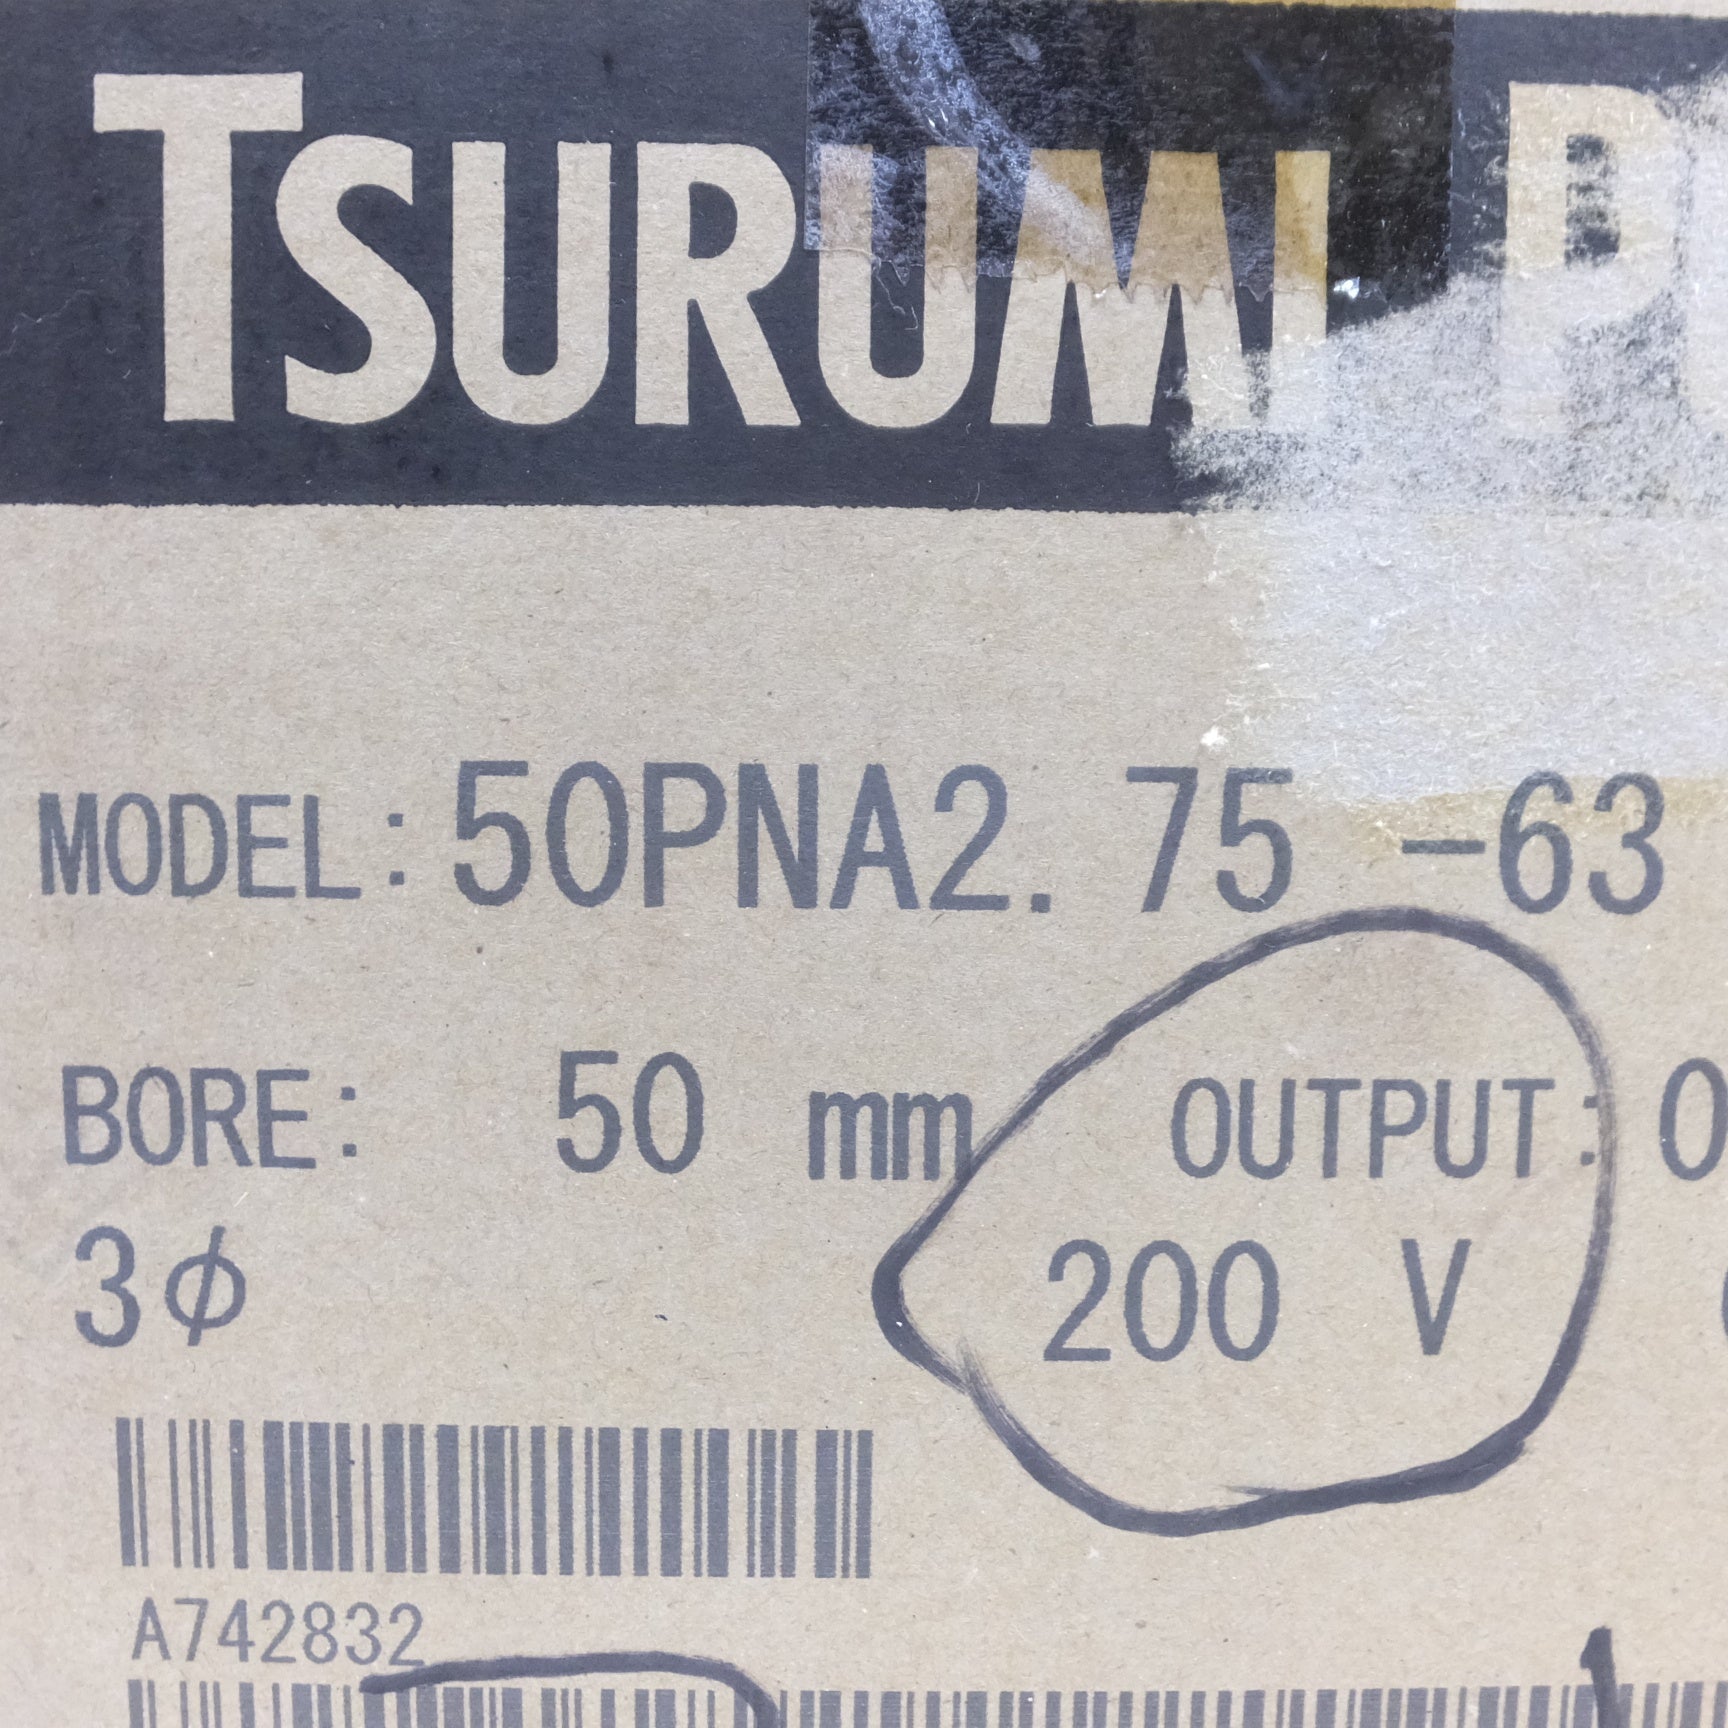 TSURUMI P
MODEL: 50PNA2.75 -63
BORE: 50 mm OUTPUT: 0
3φ 200 V
A742832